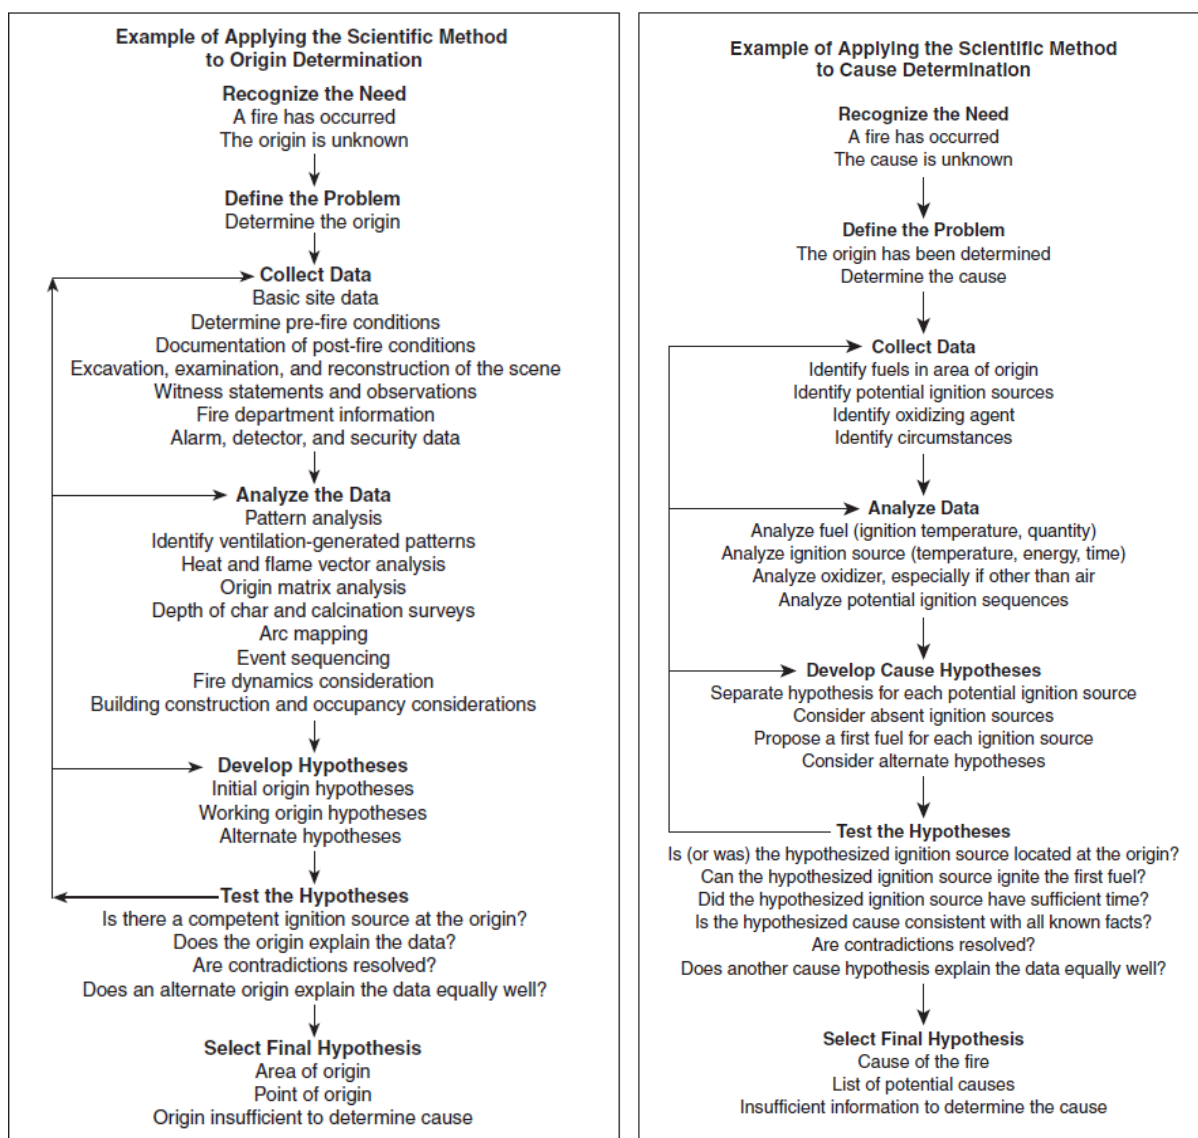 Example of Applying the Scientific Method
to Origin Determination
Recognize the Need
A fire has occurred
The origin is unknown
Define the Problem
Determine the origin
Collect Data
Basic site data
Determine pre-fire conditions
Documentation of post-fire conditions
Excavation, examination, and reconstruction of the scene
Witness statements and observations
Fire department information
Alarm, detector, and security data
Analyze the Data
Pattern analysis
Identify ventilation-generated patterns
Heat and flame vector analysis
Origin matrix analysis
Depth of char and calcination surveys
Arc mapping
Event sequencing
Fire dynamics consideration
Building construction and occupancy considerations
Develop Hypotheses
Initial origin hypotheses
Working origin hypotheses
Alternate hypotheses
Test the Hypotheses
Is there a competent ignition source at the origin?
Does the origin explain the data?
Are contradictions resolved?
Does an alternate origin explain the data equally well?
Select Final Hypothesis
Area of origin
Point of origin
Origin insufficient to determine cause
Example of Applying the Scientific Method
to Cause Determination
Recognize the Need
A fire has occurred
The cause is unknown
Define the Problem
The origin has been determined
Determine the cause
Collect Data
Identify fuels in area of origin
Identify potential ignition sources
Identify oxidizing agent
Identify circumstances
Analyze Data
Analyze fuel (ignition temperature, quantity)
Analyze ignition source (temperature, energy, time)
Analyze oxidizer, especially if other than air
Analyze potential ignition sequences
Develop Cause Hypotheses
Separate hypothesis for each potential ignition source
Consider absent ignition sources
Propose a first fuel for each ignition source
Consider alternate hypotheses
Test the Hypotheses
Is (or was) the hypothesized ignition source located at the origin?
Can the hypothesized ignition source ignite the first fuel?
Did the hypothesized ignition source have sufficient time?
Is the hypothesized cause consistent with all known facts?
Are contradictions resolved?
Does another cause hypothesis explain the data equally well?
Select Final Hypothesis
Cause of the fire
List of potential causes
Insufficient information to determine the cause